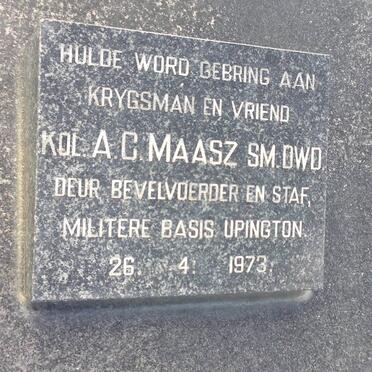 HULDE WORD GEBRING AAN
KRYGSMAN EN VRIEND
KOL. A.C. MAASZ SM. DWD
DEUR BEVELVOERDER EN STAF,
MILITÊRE BASIS UPINGTON.
26. 4. 1973.